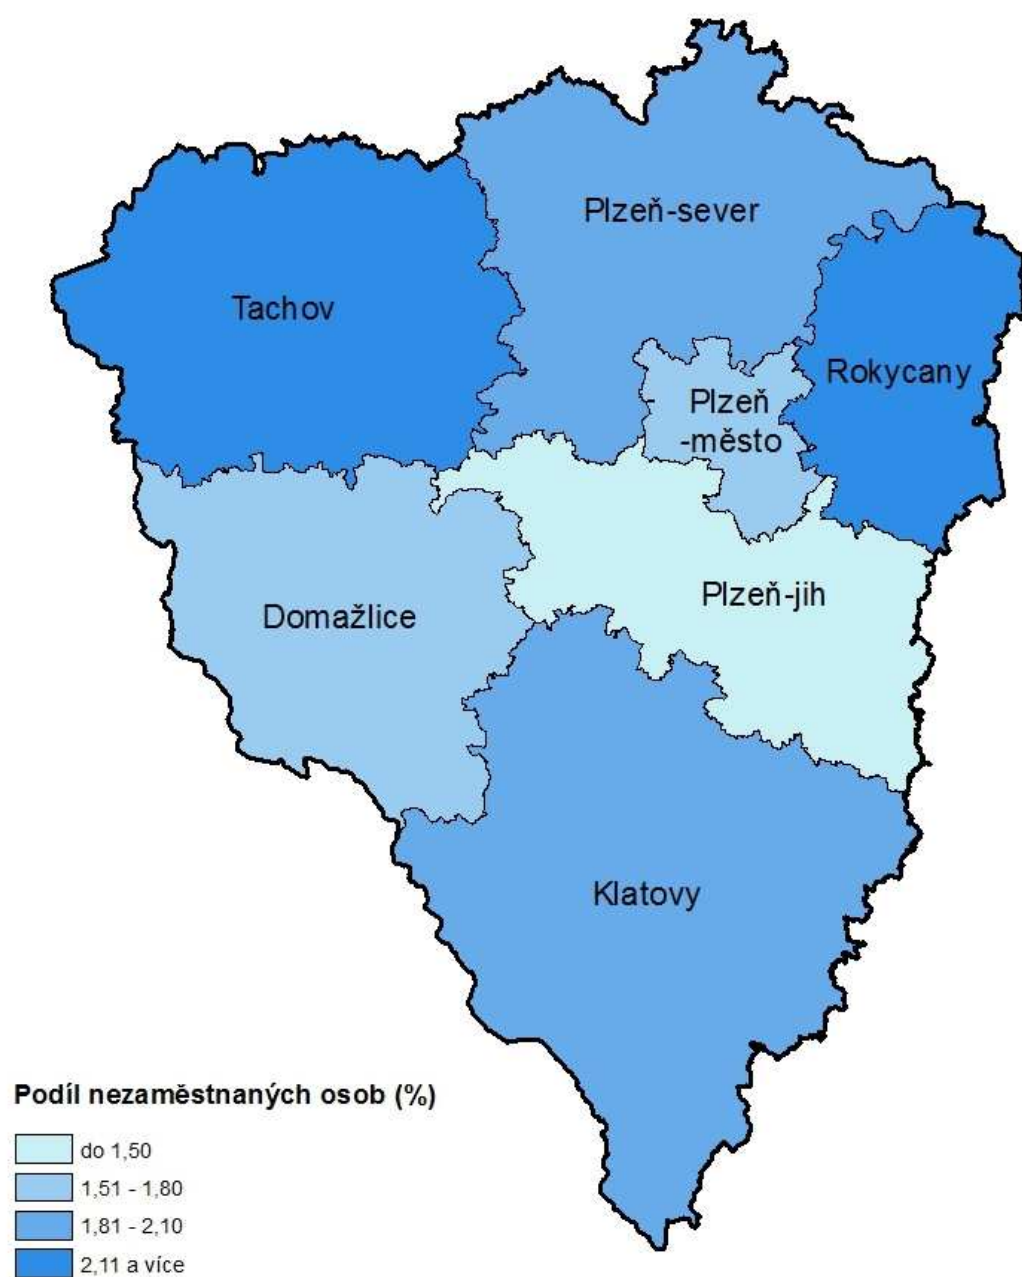 Plzeň-sever
Tachov
Rokycany
Plzeň
-město
Plzeň-jih
Domažlice
Klatovy
Podíl nezaměstnaných osob (%)
do 1,50
1,51 - 1,80
1,81 - 2,10
2,11 a více